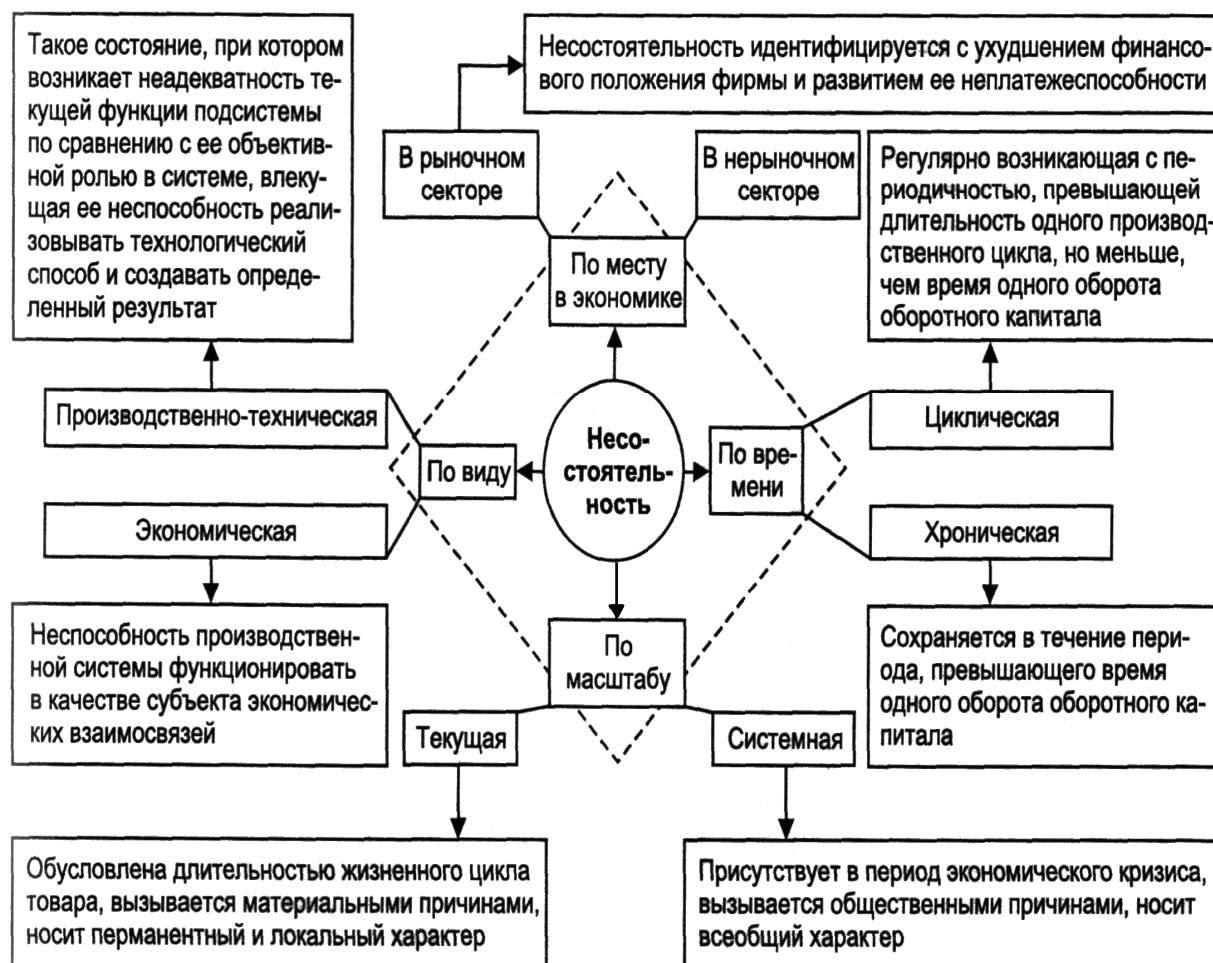 Такое состояние, при котором
возникает неадекватность те-
кущей функции подсистемы
по сравнению с ее объектив-
ной ролью в системе, влеку-
щая ее неспособность реали-
зовывать технологический
способ и создавать опреде-
ленный результат
Несостоятельность идентифицируется с ухудшением финансо-
вого положения фирмы и развитием ее неплатежеспособности
В рыночном
секторе
В нерыночном
секторе
Регулярно возникающая с пе-
риодичностью, превышающей
длительность одного производ-
ственного цикла, но меньше,
чем время одного оборота
оборотного капитала
По месту
в экономике
Производственно-техническая
Циклическая
По виду
Несо-
стоятель-
ность
По вре-
мени
Экономическая
Хроническая
Неспособность производствен-
ной системы функционировать
в качестве субъекта экономичес-
ких взаимосвязей
По
масштабу
Сохраняется в течение пери-
ода, превышающего время
одного оборота оборотного ка-
питала
Текущая
Системная
Обусловлена длительностью жизненного цикла
товара, вызывается материальными причинами,
носит перманентный и локальный характер
Присутствует в период экономического кризиса,
вызывается общественными причинами, носит
всеобщий характер